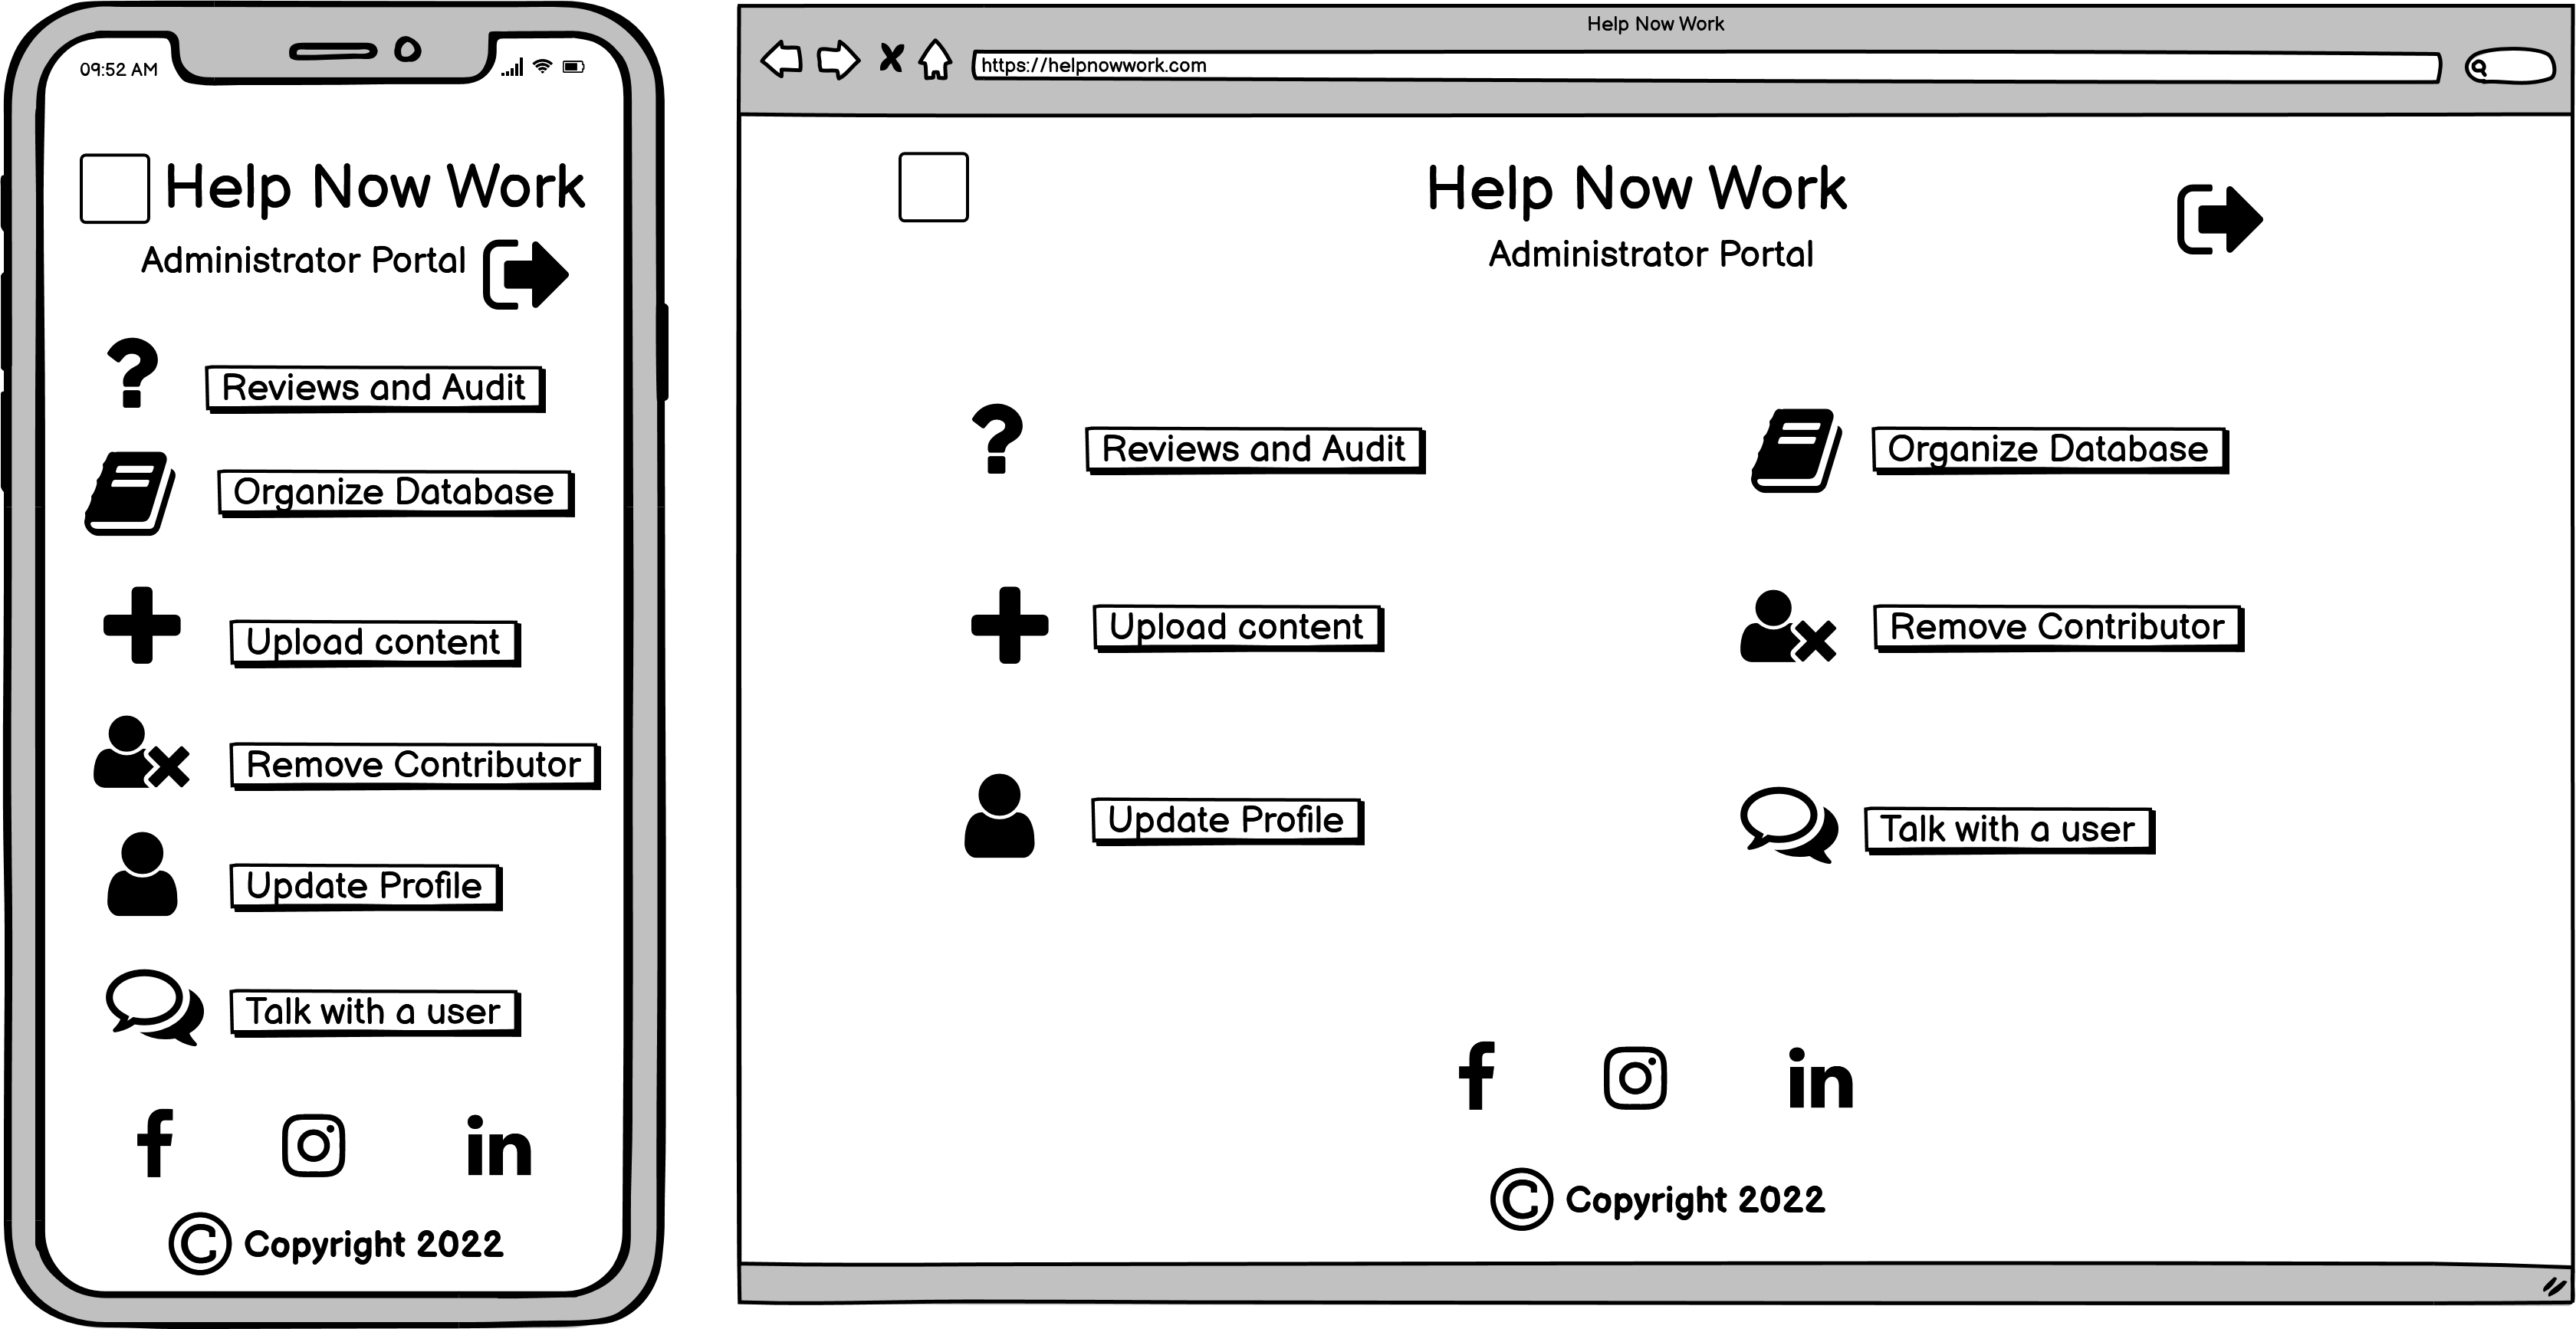 09:52 AM
Help Now Work
Administrator Portal
Reviews and Audit
Organize Database
Upload content
Remove Contributor
Update Profile
Talk with a user
f
in
© Copyright 2022
Help Now Work
https://helpnowwork.com
Help Now Work
Administrator Portal
Reviews and Audit
Organize Database
Upload content
Remove Contributor
Update Profile
Talk with a user
f
in
© Copyright 2022